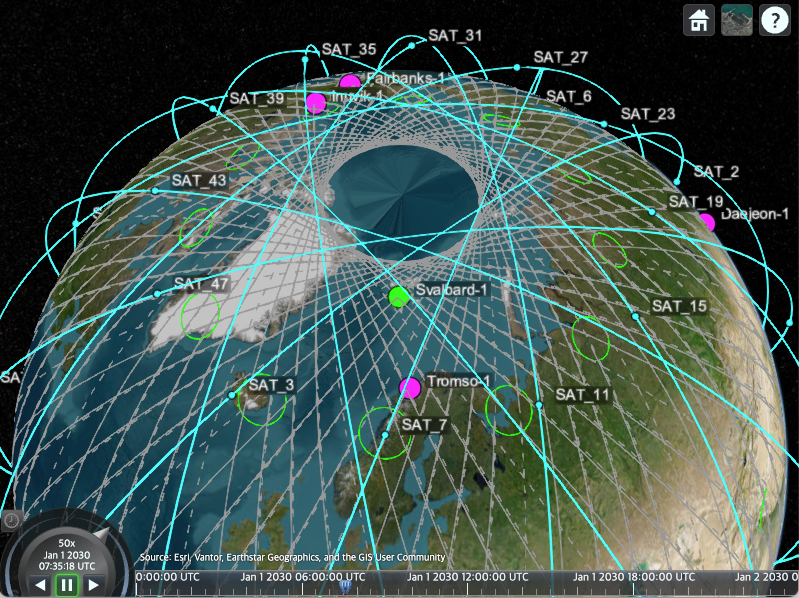 SAT_31
SAT_35
SAT_27
Fairbanks-1
?
SAT_39
Inuvik-1
SAT_6
SAT_23
SAT_43
SAT_2
SAT_19
Daejeon-1
SAT_47
Svalbard-1
SAT_15
SA
SAT_3
Tromso-1
SAT_11
SAT_7
50x
Jan 1 2030
07:35:18 UTC
Source: Esri, Vantor, Earthstar Geographics, and the GIS User Community
0:00:00 UTC
Jan 1 2030 06:00:00 UTC
Jan 1 2030 12:00:00 UTC
Jan 1 2030 18:00:00 UTC
Jan 2 2030 0